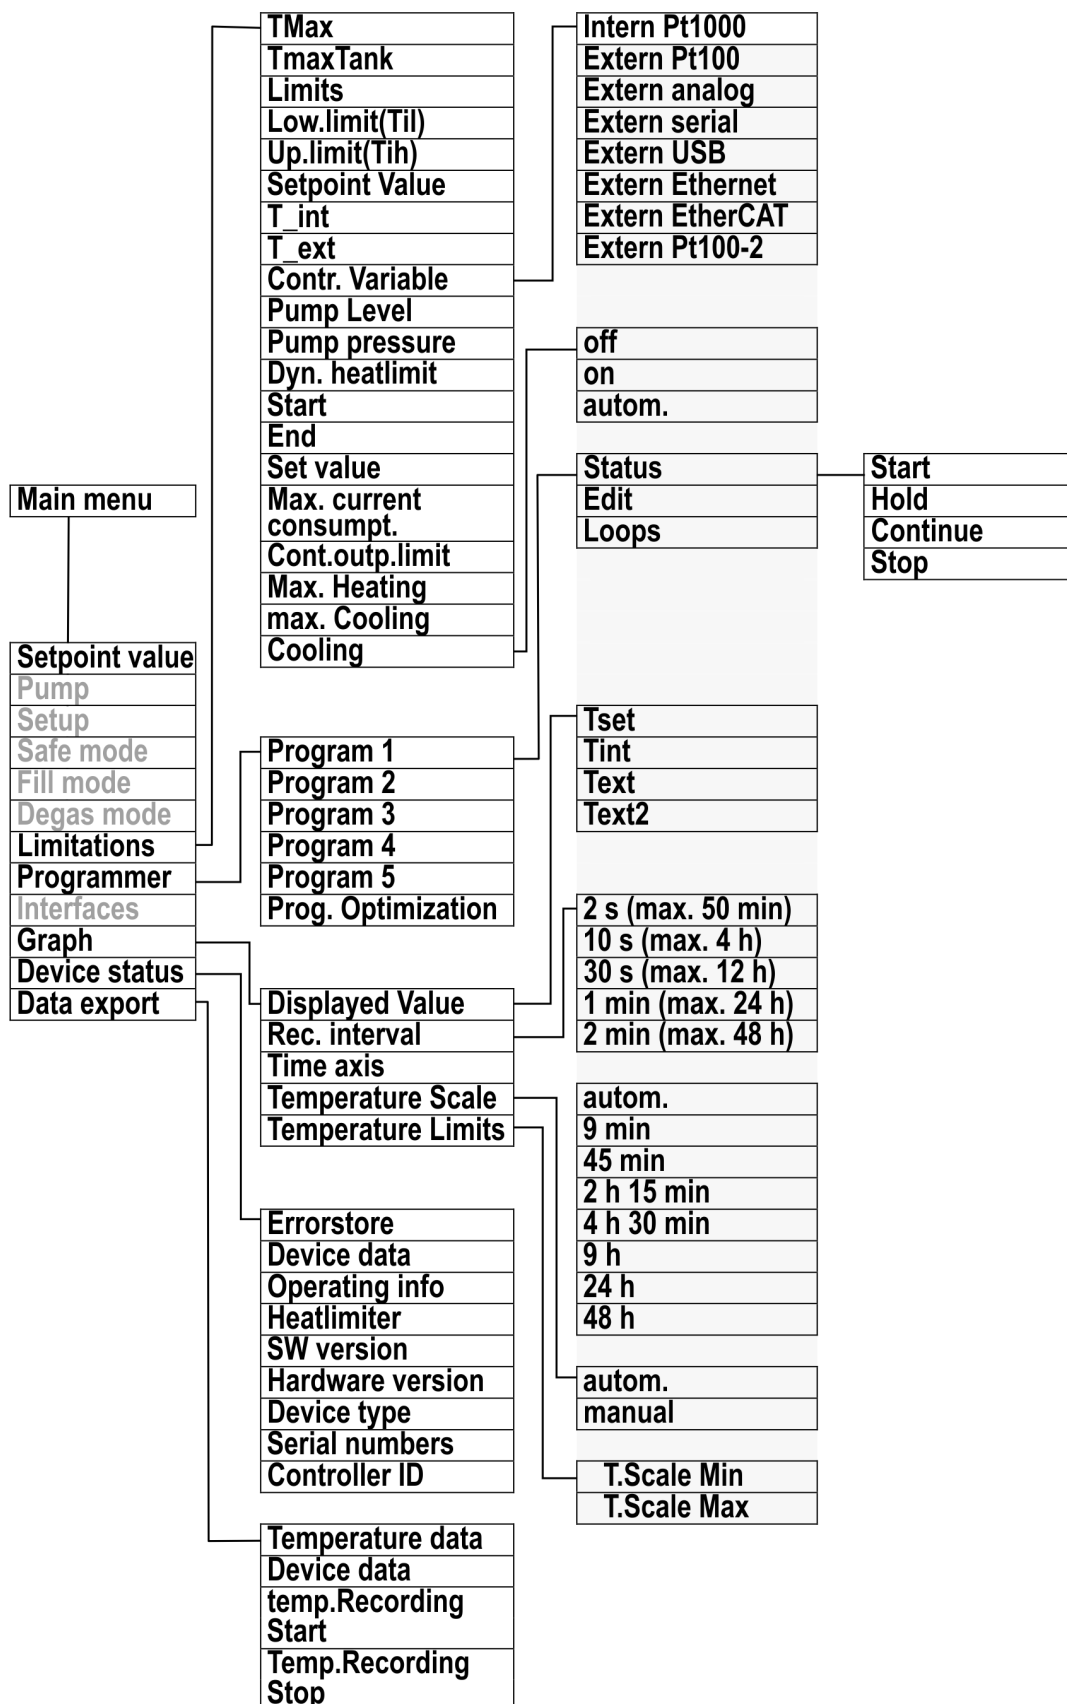 Main menu
Setpoint value
Pump
Setup
Safe mode
Fill mode
Degas mode
Limitations
Programmer
Interfaces
Graph
Device status
Data export
TMax
TmaxTank
Limits
Low.limit(Til)
Up.limit(Tih)
Setpoint Value
T_int
T_ext
Contr. Variable
Pump Level
Pump pressure
Dyn. heatlimit
Start
End
Set value
Max. current
consumpt.
Cont.outp.limit
Max. Heating
max. Cooling
Cooling
Program 1
Program 2
Program 3
Program 4
Program 5
Prog. Optimization
Displayed Value
Rec. interval
Time axis
Temperature Scale
Temperature Limits
Errorstore
Device data
Operating info
Heatlimiter
SW version
Hardware version
Device type
Serial numbers
Controller ID
Temperature data
Device data
temp.Recording
Start
Temp.Recording
Stop
Intern Pt1000
Extern Pt100
Extern analog
Extern serial
Extern USB
Extern Ethernet
Extern EtherCAT
Extern Pt100-2
off
on
autom.
Status
Edit
Loops
Tset
Tint
Text
Text2
2 s (max. 50 min)
10 s (max. 4 h)
30 s (max. 12 h)
1 min (max. 24 h)
2 min (max. 48 h)
autom.
9 min
45 min
2 h 15 min
4 h 30 min
9 h
24 h
48 h
autom.
manual
T.Scale Min
T.Scale Max
Start
Hold
Continue
Stop